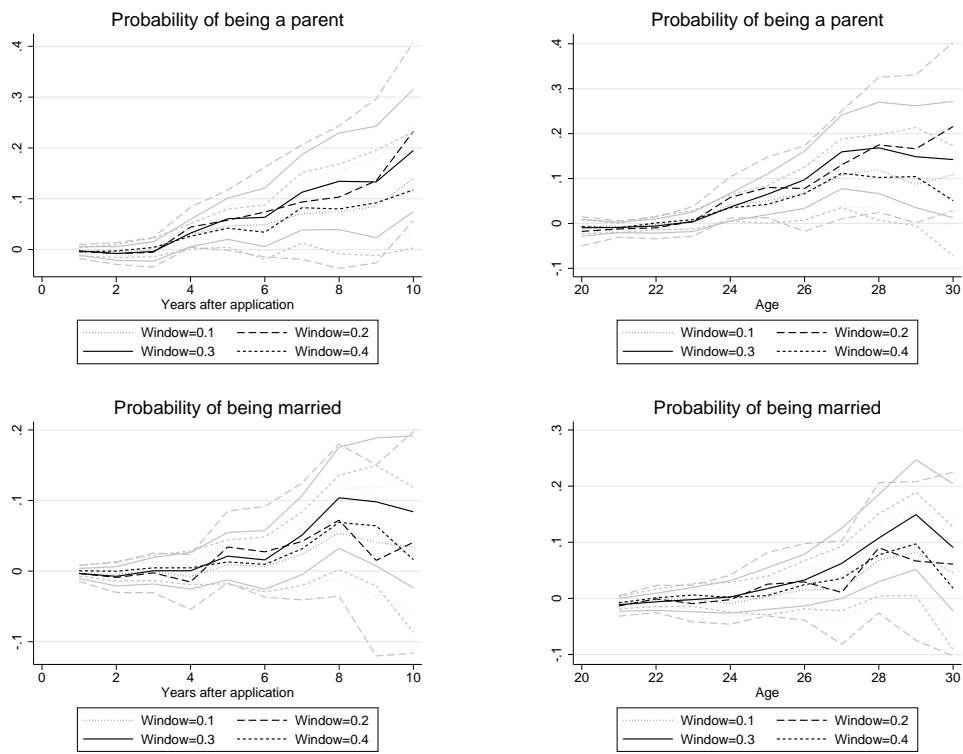 Probability of being a parent
-.1 0 .1 .2 .3 .4
0 2 4 6 8 10
Years after application
Window=0.1 Window=0.2
Window=0.3 Window=0.4
Probability of being a parent
-.1 0 .1 .2 .3 .4
20 22 24 26 28 30
Age
Window=0.1 Window=0.2
Window=0.3 Window=0.4
Probability of being married
-.1 0 .1 .2
0 2 4 6 8 10
Years after application
Window=0.1 Window=0.2
Window=0.3 Window=0.4
Probability of being married
-.1 0 .1 .2 .3
20 22 24 26 28 30
Age
Window=0.1 Window=0.2
Window=0.3 Window=0.4